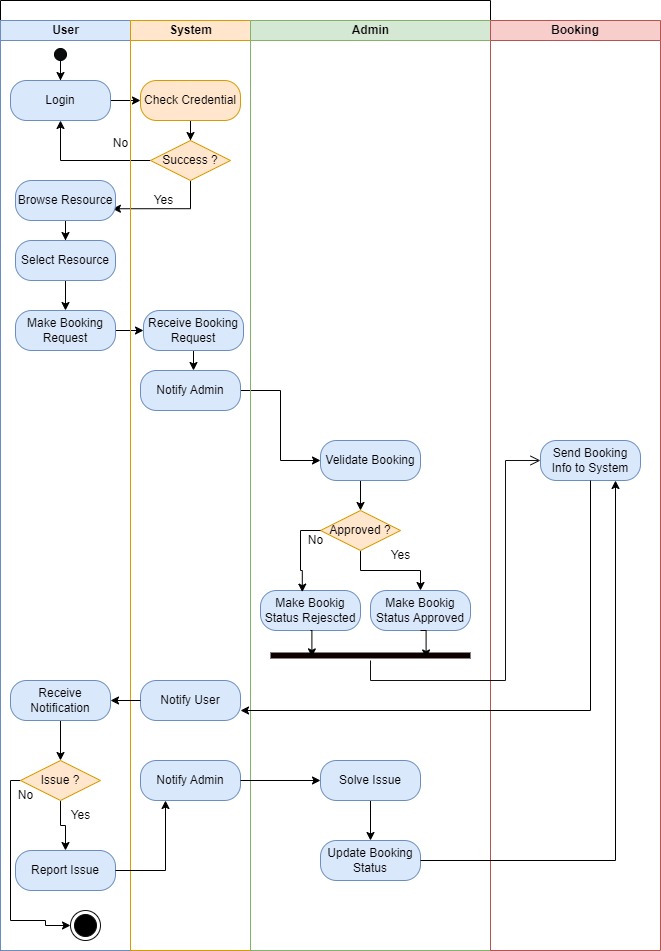 User
System
Admin
Booking
Login
Check Credential
No
Success ?
Yes
Browse Resource
Select Resource
Make Booking
Request
Receive Booking
Request
Notify Admin
Velidate Booking
Send Booking
Info to System
Approved ?
No
Yes
Make Bookig
Status Rejescted
Make Bookig
Status Approved
Receive
Notification
Notify User
Issue ?
No
Yes
Notify Admin
Solve Issue
Report Issue
Update Booking
Status